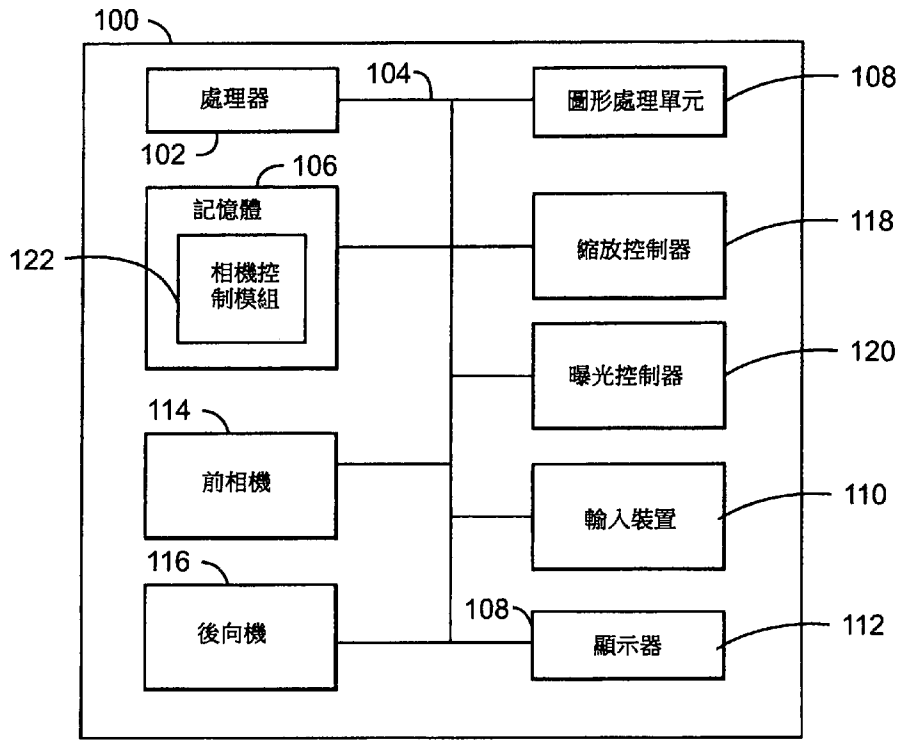 100
處理器
102
104
圖形處理單元
108
106
記憶體
122
相機控
制模組
縮放控制器
118
曝光控制器
120
114
前相機
輸入裝置
110
116
後向機
108
顯示器
112